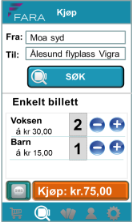 FARA Kjøp
Fra: Moa syd
Til: Ålesund flyplass Vigra
SØK
Enkelt billett
Voksen
á kr 30,00
2
Barn
á kr 15,00
1
Kjøp: kr.75,00